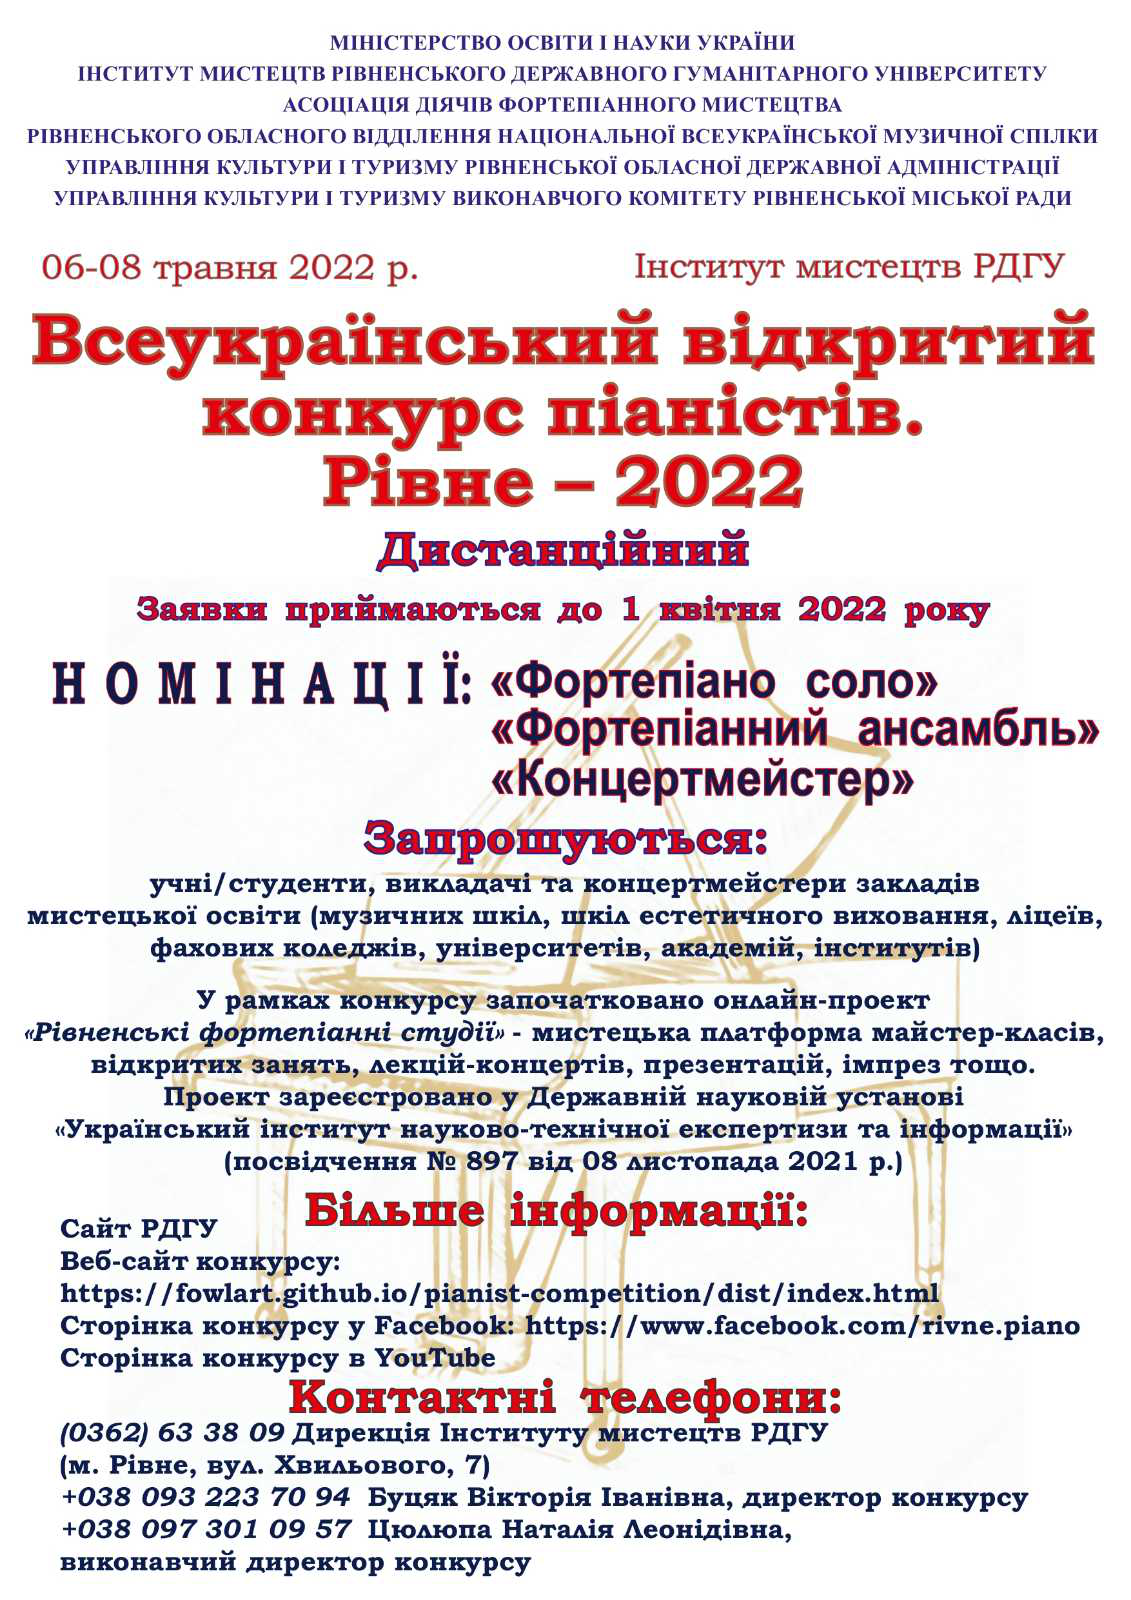 МІНІСТЕРСТВО ОСВІТИ І НАУКИ УКРАЇНИ
ІНСТИТУТ МИСТЕЦТВ РІВНЕНСЬКОГО ДЕРЖАВНОГО ГУМАНІТАРНОГО УНІВЕРСИТЕТУ
АСОЦІАЦІЯ ДІЯЧІВ ФОРТЕПІАННОГО МИСТЕЦТВА
РІВНЕНСЬКОГО ОБЛАСНОГО ВІДДІЛЕННЯ НАЦІОНАЛЬНОЇ ВСЕУКРАЇНСЬКОЇ МУЗИЧНОЇ СПІЛКИ
УПРАВЛІННЯ КУЛЬТУРИ І ТУРИЗМУ РІВНЕНСЬКОЇ ОБЛАСНОЇ ДЕРЖАВНОЇ АДМІНІСТРАЦІЇ
УПРАВЛІННЯ КУЛЬТУРИ І ТУРИЗМУ ВИКОНАВЧОГО КОМІТЕТУ РІВНЕНСЬКОЇ МІСЬКОЇ РАДИ
06-08 травня 2022 р. Інститут мистецтв РДГУ
Всеукраїнський відкритий
конкурс піаністів.
Рівне – 2022
Дистанційний
Заявки приймаються до 1 квітня 2022 року
НОМІНАЦІЇ: «Фортепіано соло»
«Фортепіанний ансамбль»
«Концертмейстер»
Запрошуються:
учні/студенти, викладачі та концертмейстери закладів
мистецької освіти (музичних шкіл, шкіл естетичного виховання, ліцеїв,
фахових коледжів, університетів, академій, інститутів)
У рамках конкурсу започатковано онлайн-проект
«Рівненські фортепіанні студії» - мистецька платформа майстер-класів,
відкритих занять, лекцій-концертів, презентацій, імпрез тощо.
Проект зареєстровано у Державній науковій установі
«Український інститут науково-технічної експертизи та інформації»
(посвідчення № 897 від 08 листопада 2021 р.)
Більше інформації:
Сайт РДГУ
Веб-сайт конкурсу:
https://fowlart.github.io/pianist-competition/dist/index.html
Сторінка конкурсу у Facebook: https://www.facebook.com/rivne.piano
Сторінка конкурсу в YouTube
Контактні телефони:
(0362) 63 38 09 Дирекція Інституту мистецтв РДГУ
(м. Рівне, вул. Хвильового, 7)
+038 093 223 70 94 Буцяк Вікторія Іванівна, директор конкурсу
+038 097 301 09 57 Цюлюпа Наталія Леонідівна,
виконавчий директор конкурсу